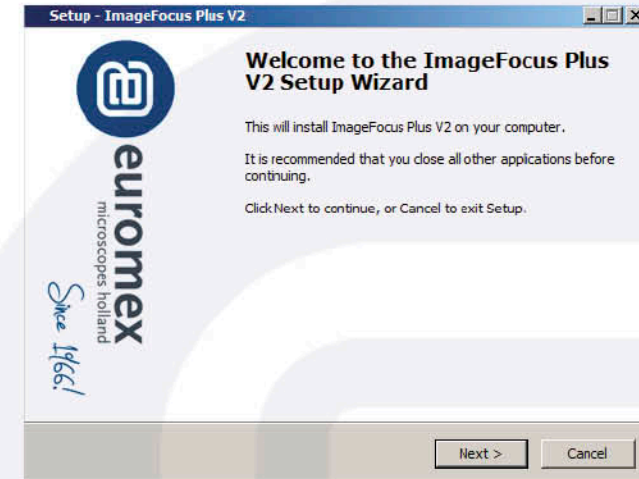 Setup - ImageFocus Plus V2
Welcome to the ImageFocus Plus
V2 Setup Wizard
This will install ImageFocus Plus V2 on your computer.
It is recommended that you close all other applications before
continuing.
Click Next to continue, or Cancel to exit Setup.
euromex
microscopes holland
Since 1966!
Next >
Cancel